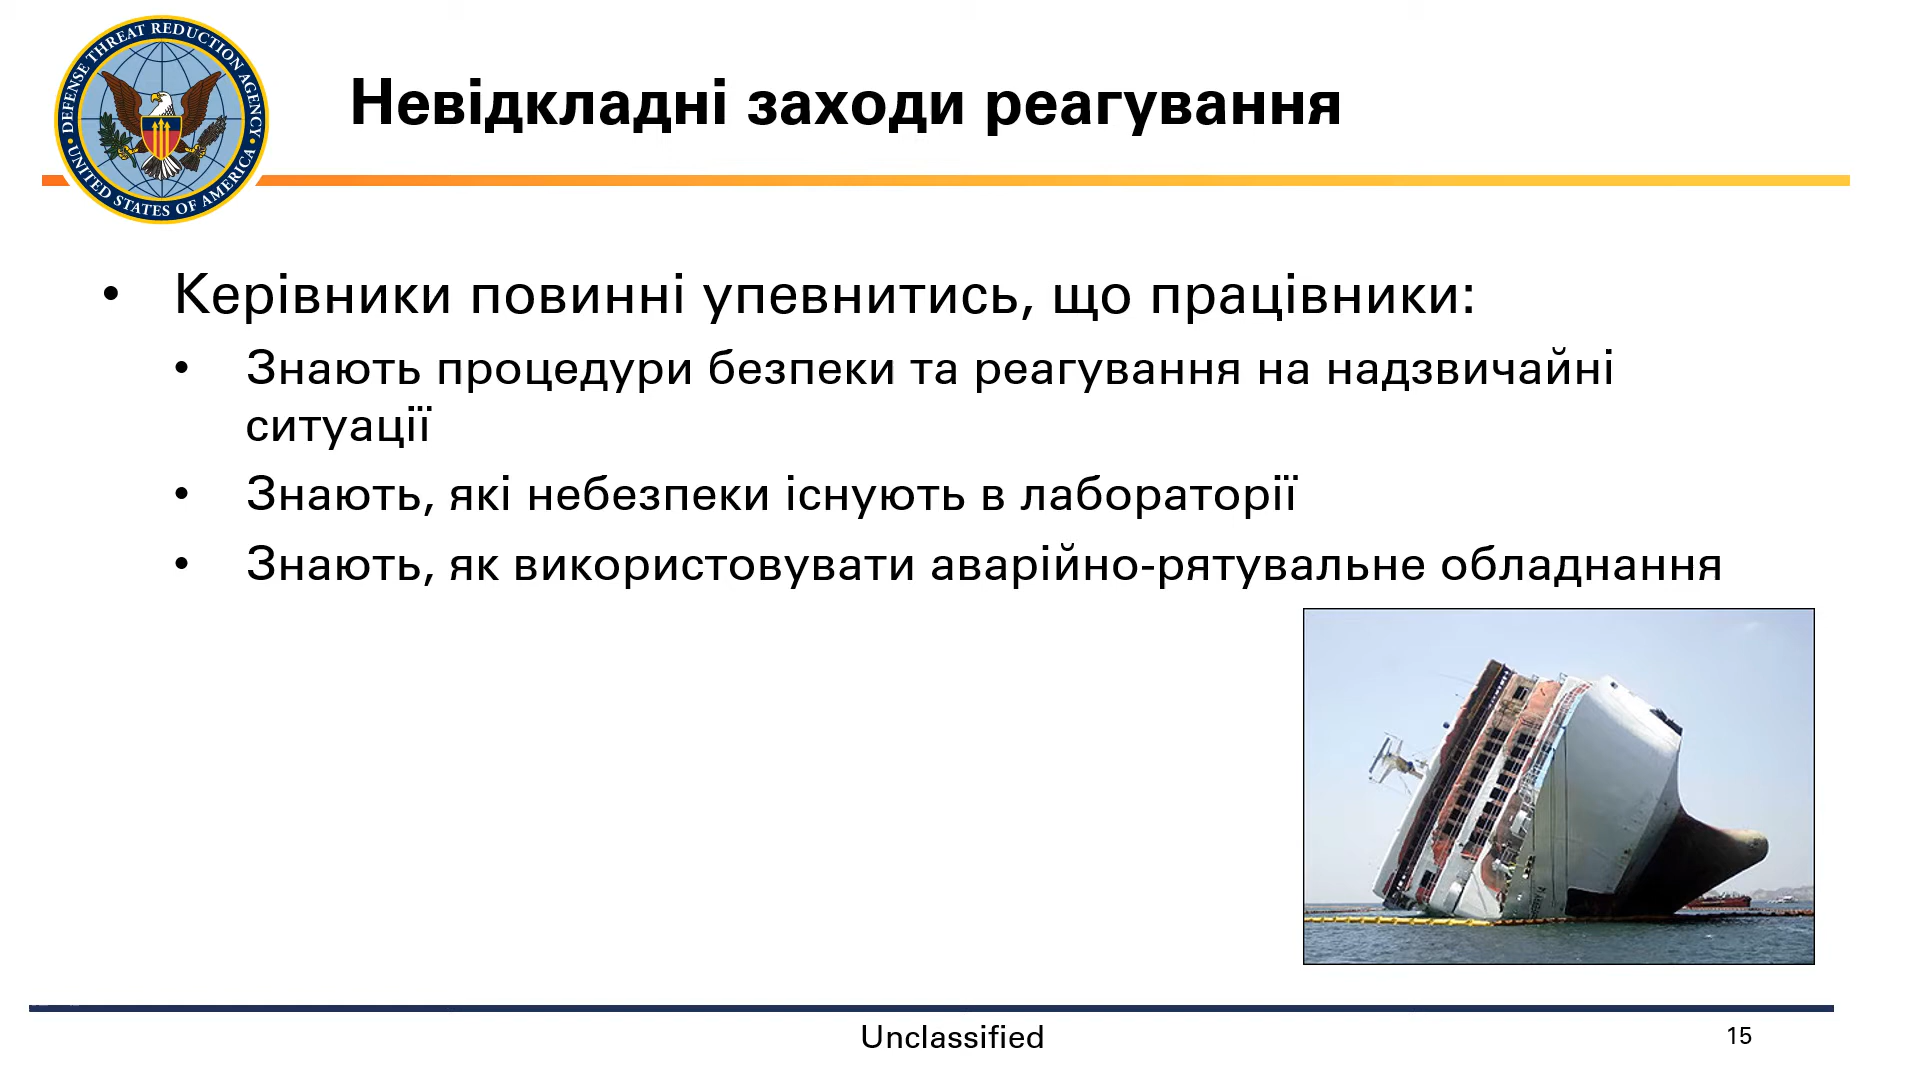 DEFENSE THREAT REDUCTION AGENCY
UNITED STATES OF AMERICA
Невідкладні заходи реагування
• Керівники повинні упевнитись, що працівники:
• Знають процедури безпеки та реагування на надзвичайні
ситуації
• Знають, які небезпеки існують в лабораторії
• Знають, як використовувати аварійно-рятувальне обладнання
Unclassified
15